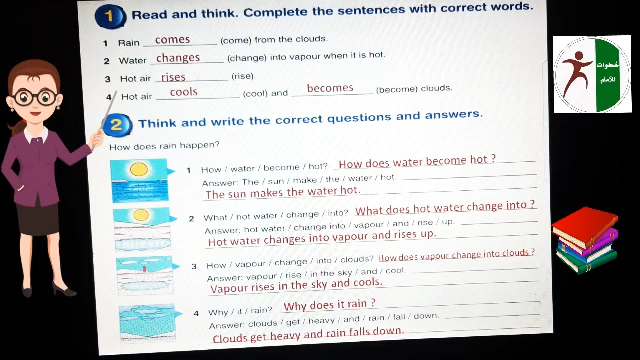 1 Read and think. Complete the sentences with correct words.
1 Rain comes (come) from the clouds.
2 Water changes (change) into vapour when it is hot.
3 Hot air rises (rise).
4 Hot air cools (cool) and becomes (become) clouds.
2 Think and write the correct questions and answers.
How does rain happen?
1 How / water / become / hot? How does water become hot ?
Answer: The / sun / make / the / water / hot.
The sun makes the water hot.
2 What / hot water / change / into? What does hot water change into ?
Answer: hot water / change into / vapour / and / rise / up.
Hot water changes into vapour and rises up.
3 How / vapour / change / into / clouds? How does vapour change into clouds ?
Answer: vapour / rise / in the sky / and / cool.
Vapour rises in the sky and cools.
4 Why / it / rain? Why does it rain ?
Answer: clouds / get / heavy / and / rain / fall / down.
Clouds get heavy and rain falls down.
خطوات
للأمام